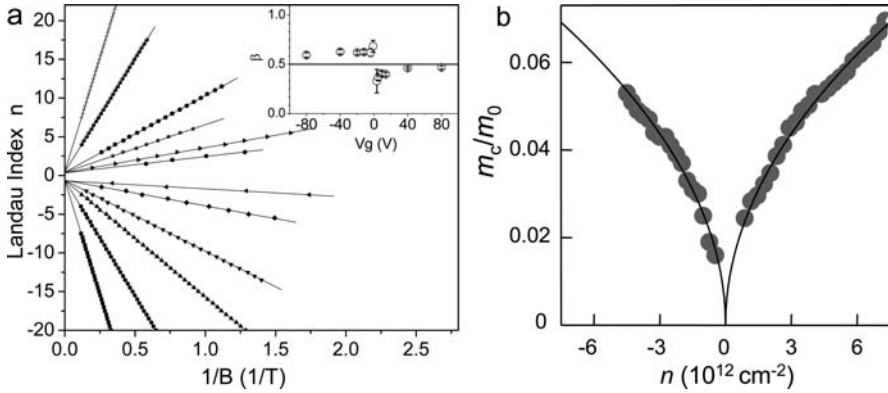 a
Landau Index n
20
15
10
5
0
-5
-10
-15
-20
0.0 0.5 1.0 1.5 2.0 2.5
1/B (1/T)
β
1.0
0.5
0.0
-80 -40 0 40 80
Vg (V)
b
mc/m0
0.06
0.04
0.02
0
-6 -3 0 3 6
n (10^12 cm-2)